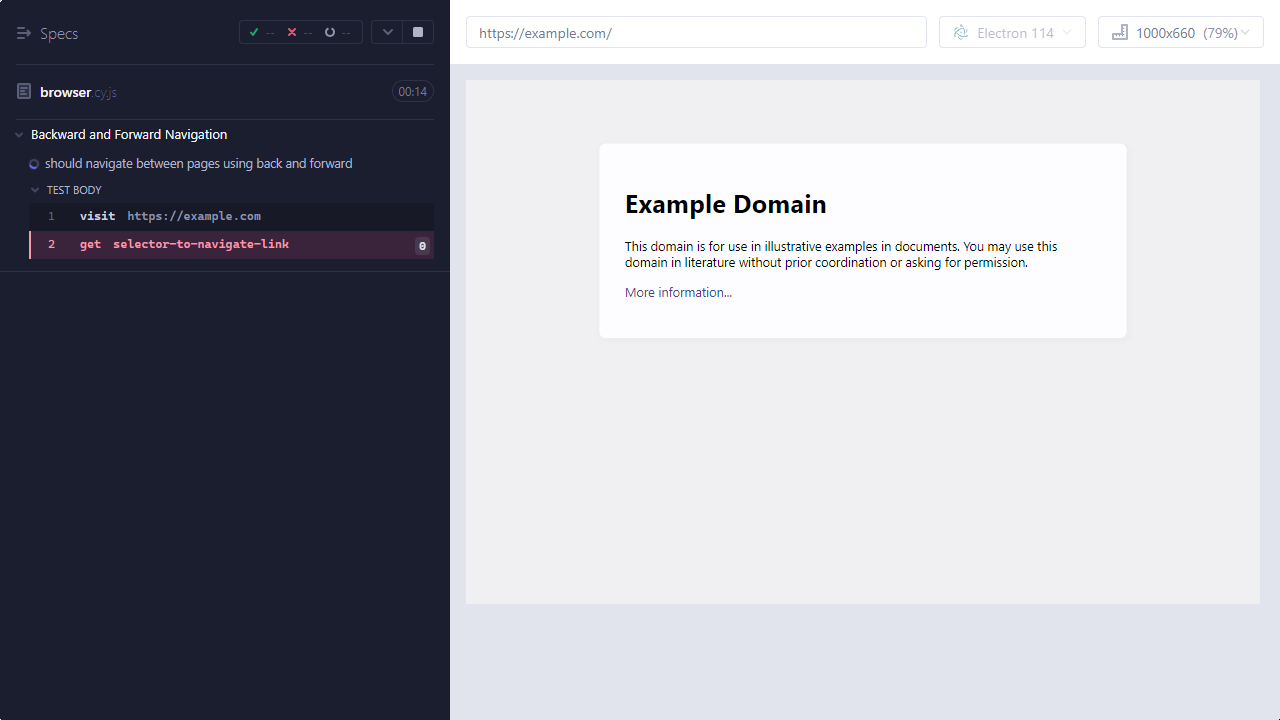 Specs
-- -- --
browser.cy.js
00:14
Backward and Forward Navigation
should navigate between pages using back and forward
TEST BODY
1 visit https://example.com
2 get selector-to-navigate-link 0
https://example.com/
Electron 114
1000x660 (79%)
Example Domain
This domain is for use in illustrative examples in documents. You may use this
domain in literature without prior coordination or asking for permission.
More information...